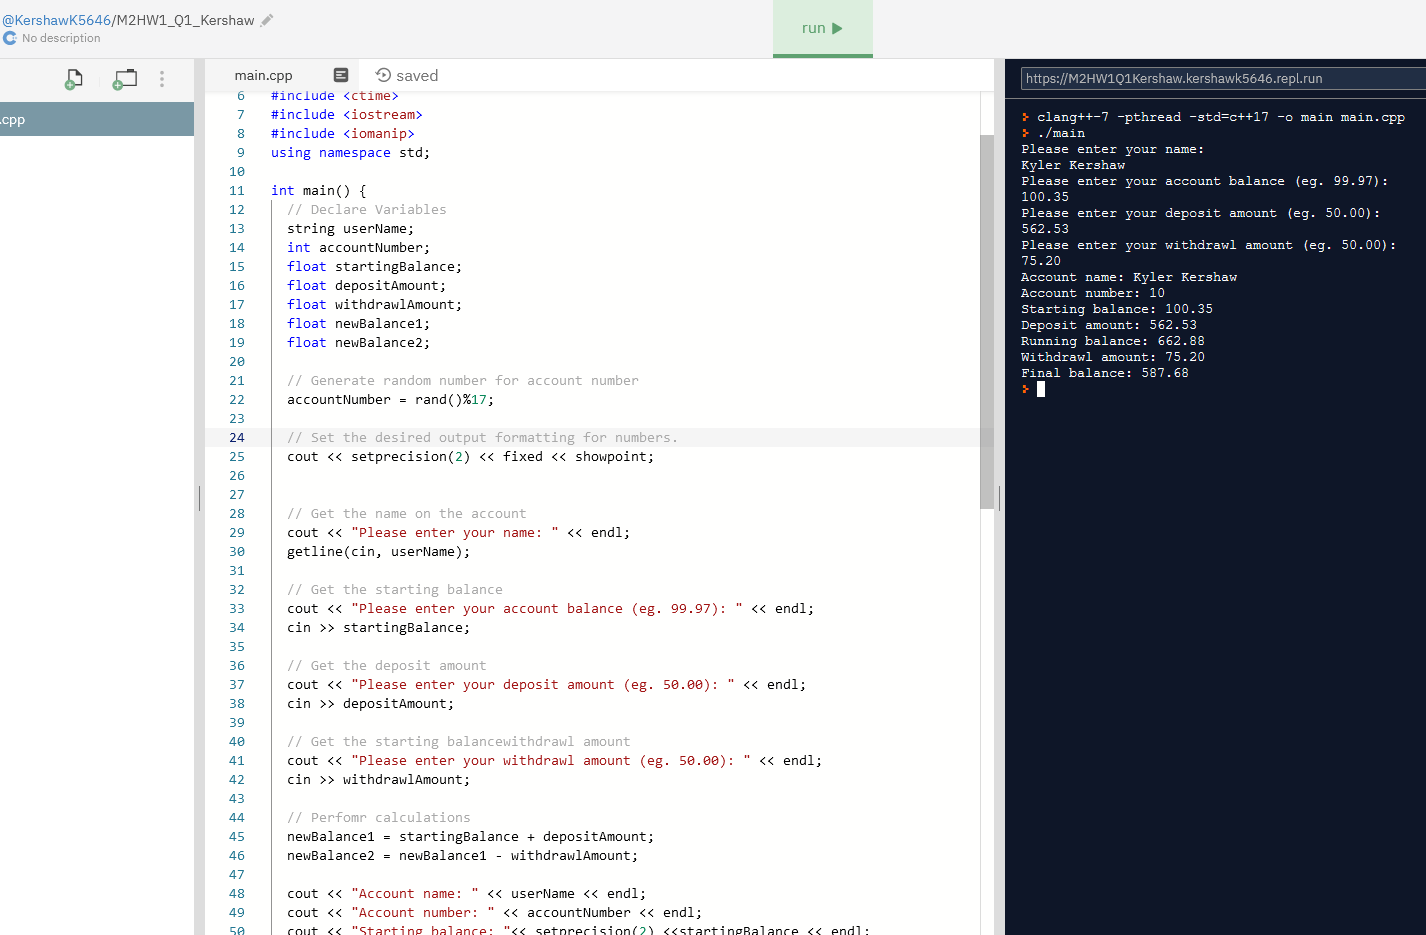 @KershawK5646/M2HW1_Q1_Kershaw
No description
run
main.cpp
saved
.cpp
6 #include <ctime>
7 #include <iostream>
8 #include <iomanip>
9 using namespace std;
10
11 int main() {
12 // Declare Variables
13 string userName;
14 int accountNumber;
15 float startingBalance;
16 float depositAmount;
17 float withdrawlAmount;
18 float newBalance1;
19 float newBalance2;
20
21 // Generate random number for account number
22 accountNumber = rand()%17;
23
24 // Set the desired output formatting for numbers.
25 cout << setprecision(2) << fixed << showpoint;
26
27
28 // Get the name on the account
29 cout << "Please enter your name: " << endl;
30 getline(cin, userName);
31
32 // Get the starting balance
33 cout << "Please enter your account balance (eg. 99.97): " << endl;
34 cin >> startingBalance;
35
36 // Get the deposit amount
37 cout << "Please enter your deposit amount (eg. 50.00): " << endl;
38 cin >> depositAmount;
39
40 // Get the starting balancewithdrawl amount
41 cout << "Please enter your withdrawl amount (eg. 50.00): " << endl;
42 cin >> withdrawlAmount;
43
44 // Perfomr calculations
45 newBalance1 = startingBalance + depositAmount;
46 newBalance2 = newBalance1 - withdrawlAmount;
47
48 cout << "Account name: " << userName << endl;
49 cout << "Account number: " << accountNumber << endl;
50 cout << "Starting balance: "<< setprecision(2) <<startingBalance << endl;
https://M2HW1Q1Kershaw.kershawk5646.repl.run
clang++-7 -pthread -std=c++17 -o main main.cpp
./main
Please enter your name:
Kyler Kershaw
Please enter your account balance (eg. 99.97):
100.35
Please enter your deposit amount (eg. 50.00):
562.53
Please enter your withdrawl amount (eg. 50.00):
75.20
Account name: Kyler Kershaw
Account number: 10
Starting balance: 100.35
Deposit amount: 562.53
Running balance: 662.88
Withdrawl amount: 75.20
Final balance: 587.68